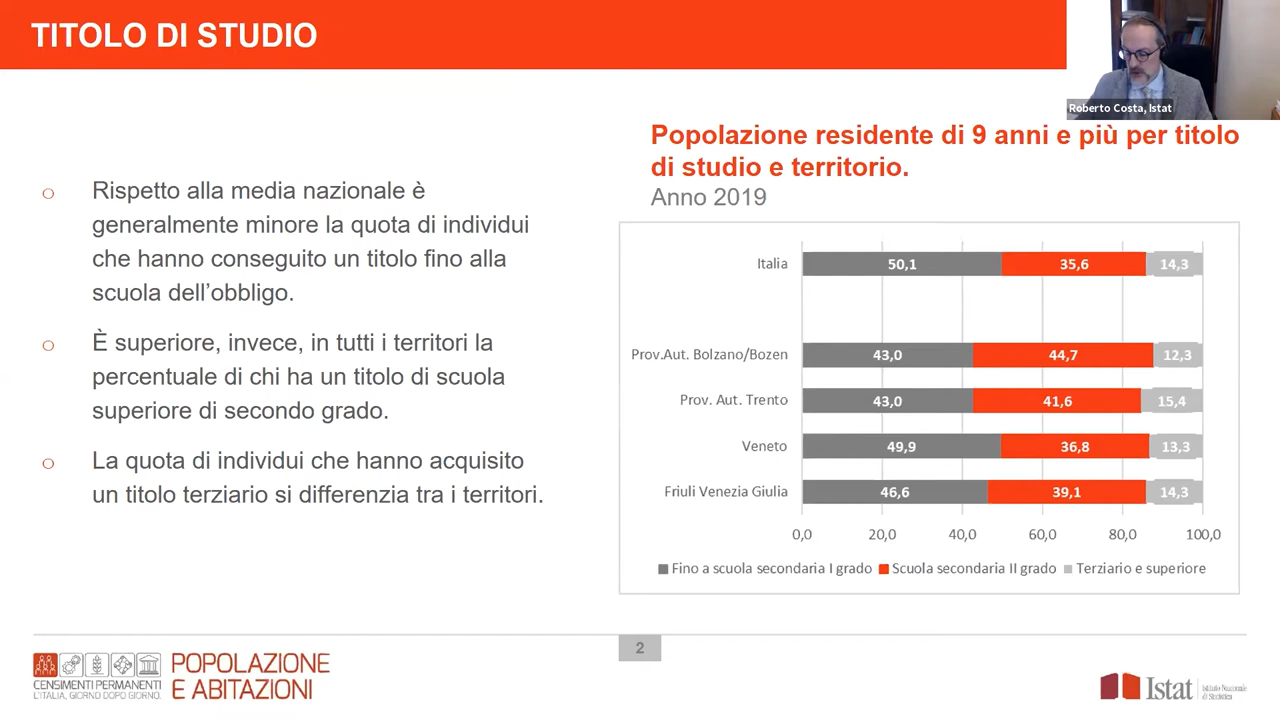 TITOLO DI STUDIO
Roberto Costa, Istat
Rispetto alla media nazionale è
generalmente minore la quota di individui
che hanno conseguito un titolo fino alla
scuola dell’obbligo.
È superiore, invece, in tutti i territori la
percentuale di chi ha un titolo di scuola
superiore di secondo grado.
La quota di individui che hanno acquisito
un titolo terziario si differenzia tra i territori.
Popolazione residente di 9 anni e più per titolo
di studio e territorio.
Anno 2019
Italia 50,1 35,6 14,3
Prov.Aut. Bolzano/Bozen 43,0 44,7 12,3
Prov. Aut. Trento 43,0 41,6 15,4
Veneto 49,9 36,8 13,3
Friuli Venezia Giulia 46,6 39,1 14,3
0,0 20,0 40,0 60,0 80,0 100,0
Fino a scuola secondaria I grado Scuola secondaria II grado Terziario e superiore
2
CENSIMENTI PERMANENTI
L'ITALIA, GIORNO DOPO GIORNO.
POPOLAZIONE
E ABITAZIONI
Istat
Istituto Nazionale
di Statistica